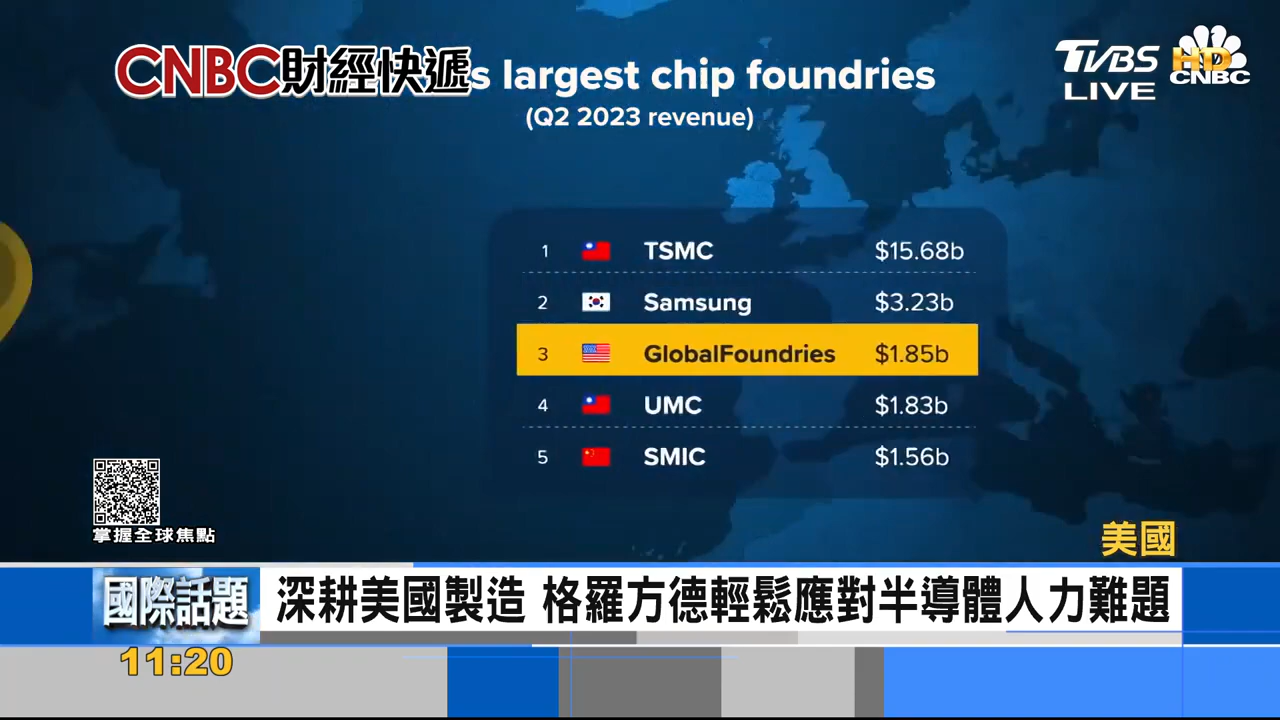 CNBC財經快遞
s largest chip foundries
(Q2 2023 revenue)
TVBS
LIVE
HD
CNBC
1 TSMC $15.68b
2 Samsung $3.23b
3 GlobalFoundries $1.85b
4 UMC $1.83b
5 SMIC $1.56b
掌握全球焦點
美國
國際話題
深耕美國製造 格羅方德輕鬆應對半導體人力難題
11:20